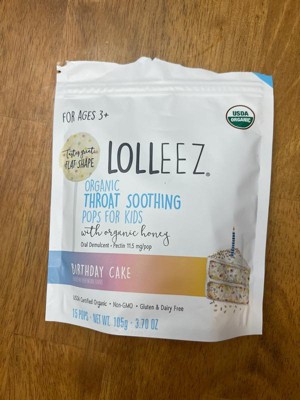 FOR AGES 3+
USDA
ORGANIC
FLAT SHAPE
LOLLEEZ®
ORGANIC
THROAT SOOTHING
POPS FOR KIDS
with organic honey
Oral Demulcent • Pectin 11.5 mg/pop
BIRTHDAY CAKE
USDA Certified Organic • Non-GMO • Gluten & Dairy Free
15 POPS • NET WT. 105g • 3.70 OZ